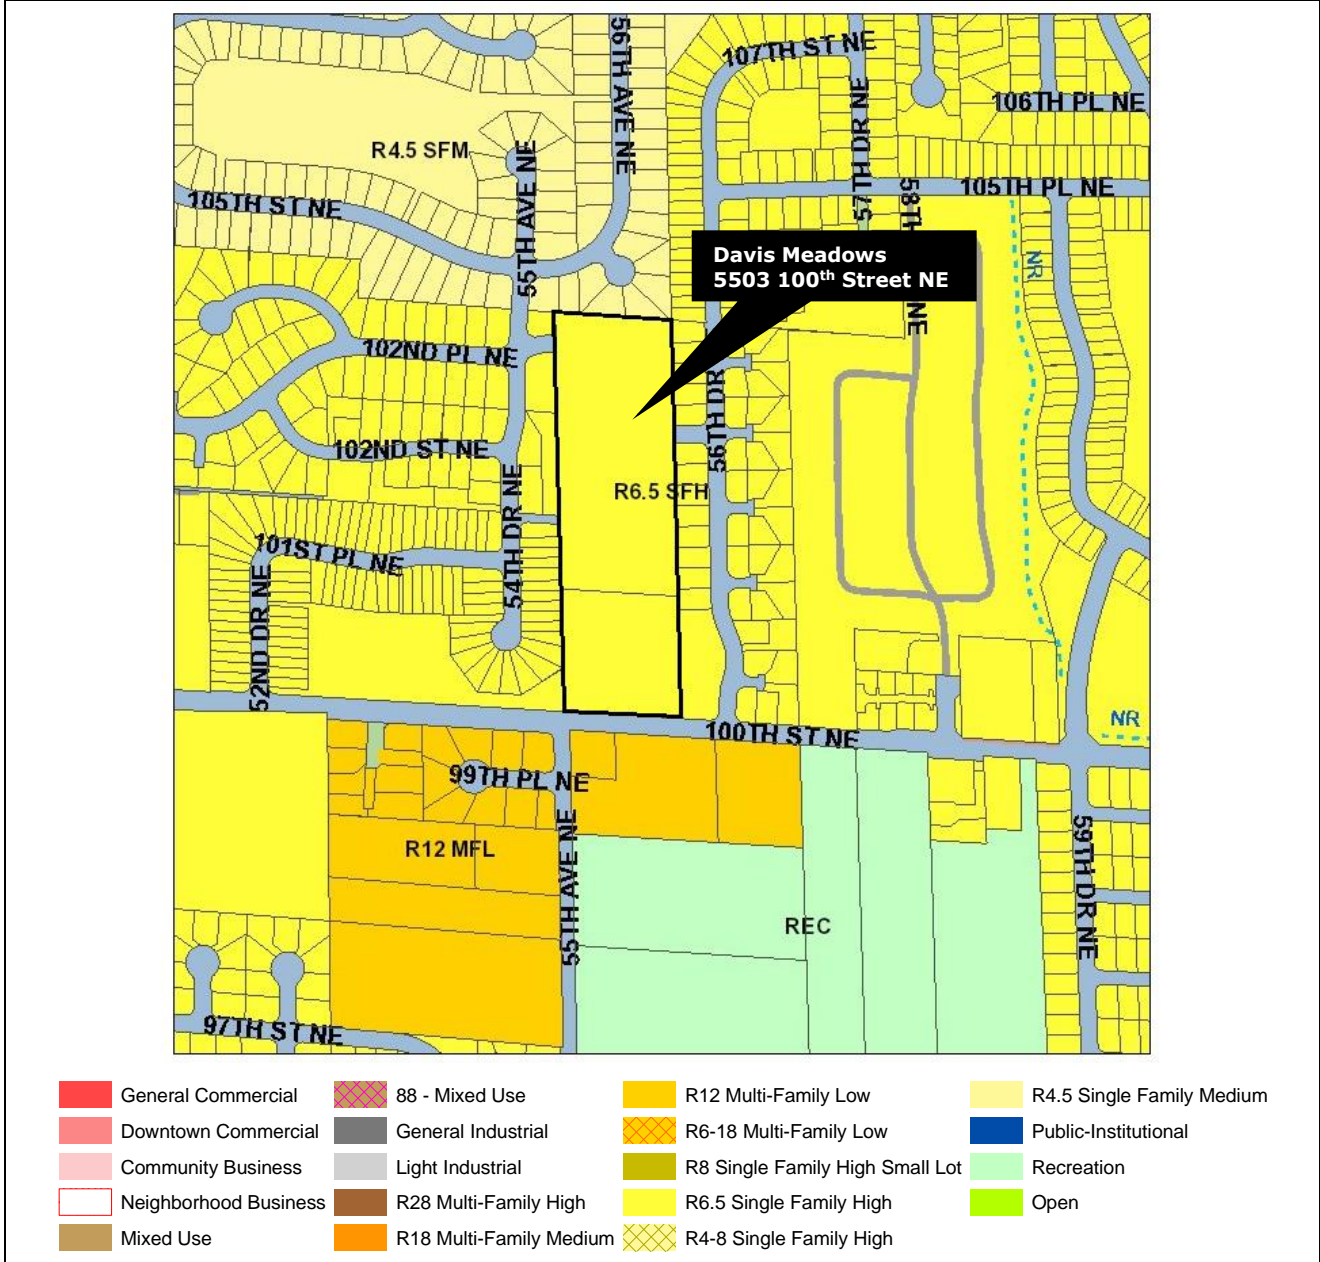 56TH AVE NE
107TH ST NE
57TH DR NE
106TH PL NE
R4.5 SFM
105TH ST NE
55TH AVE NE
58TH
NE
105TH PL NE
NR
Davis Meadows
5503 100th Street NE
102ND PL NE
56TH DR
102ND ST NE
R6.5 SFH
54TH DR NE
101ST PL NE
52ND DR NE
100TH ST NE
NR
99TH PL NE
R12 MFL
55TH AVE NE
59TH DR NE
REC
97TH ST NE
General Commercial
Downtown Commercial
Community Business
Neighborhood Business
Mixed Use
88 - Mixed Use
General Industrial
Light Industrial
R28 Multi-Family High
R18 Multi-Family Medium
R12 Multi-Family Low
R6-18 Multi-Family Low
R8 Single Family High Small Lot
R6.5 Single Family High
R4-8 Single Family High
R4.5 Single Family Medium
Public-Institutional
Recreation
Open